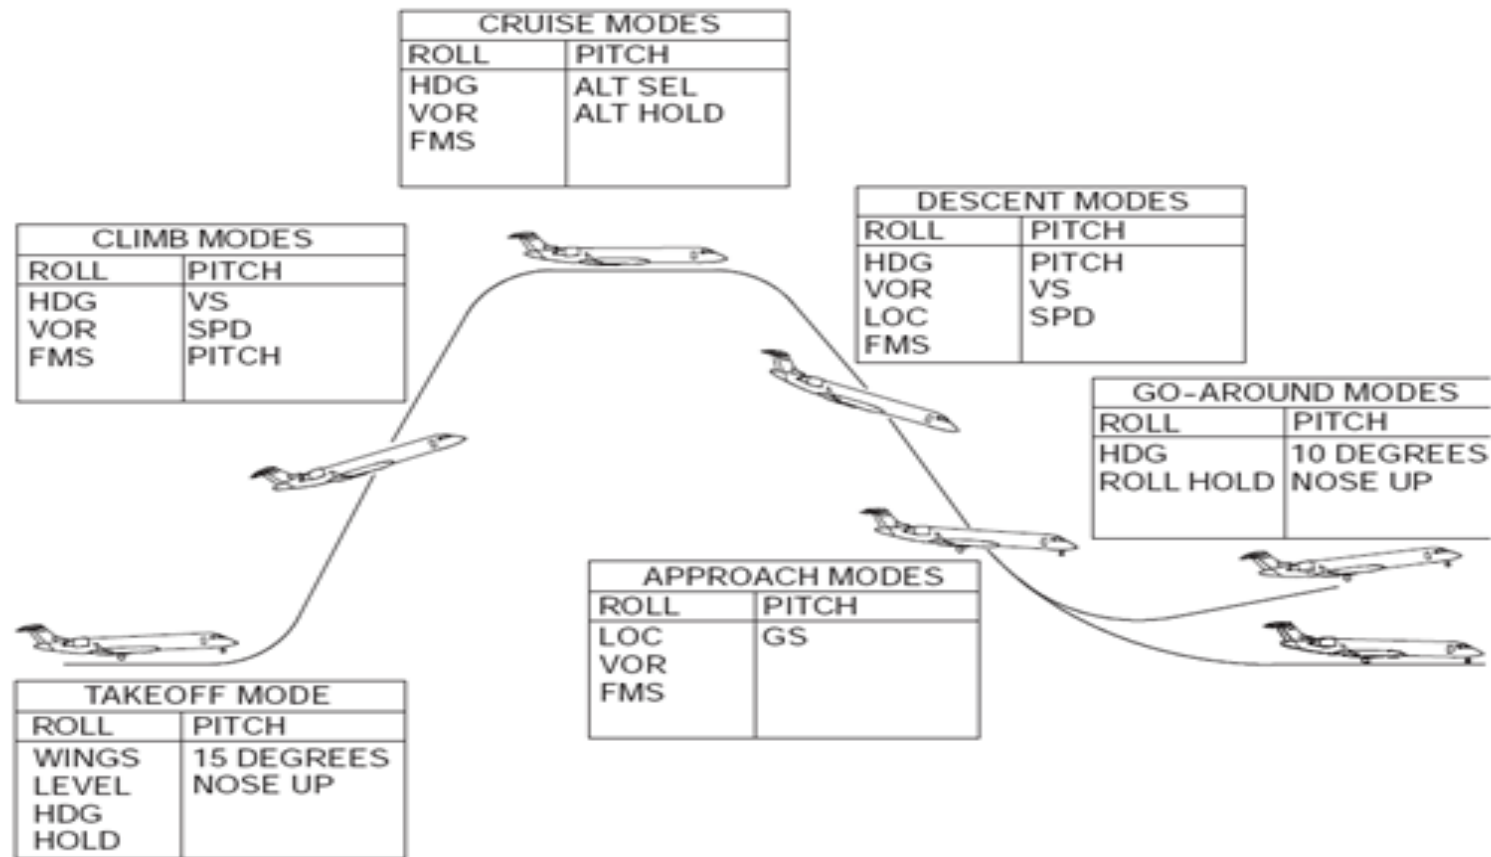 CRUISE MODES
ROLL PITCH
HDG ALT SEL
VOR ALT HOLD
FMS
DESCENT MODES
ROLL PITCH
HDG PITCH
VOR VS
LOC SPD
FMS
CLIMB MODES
ROLL PITCH
HDG VS
VOR SPD
FMS PITCH
GO-AROUND MODES
ROLL PITCH
HDG 10 DEGREES
ROLL HOLD NOSE UP
APPROACH MODES
ROLL PITCH
LOC GS
VOR
FMS
TAKEOFF MODE
ROLL PITCH
WINGS 15 DEGREES
LEVEL NOSE UP
HDG
HOLD